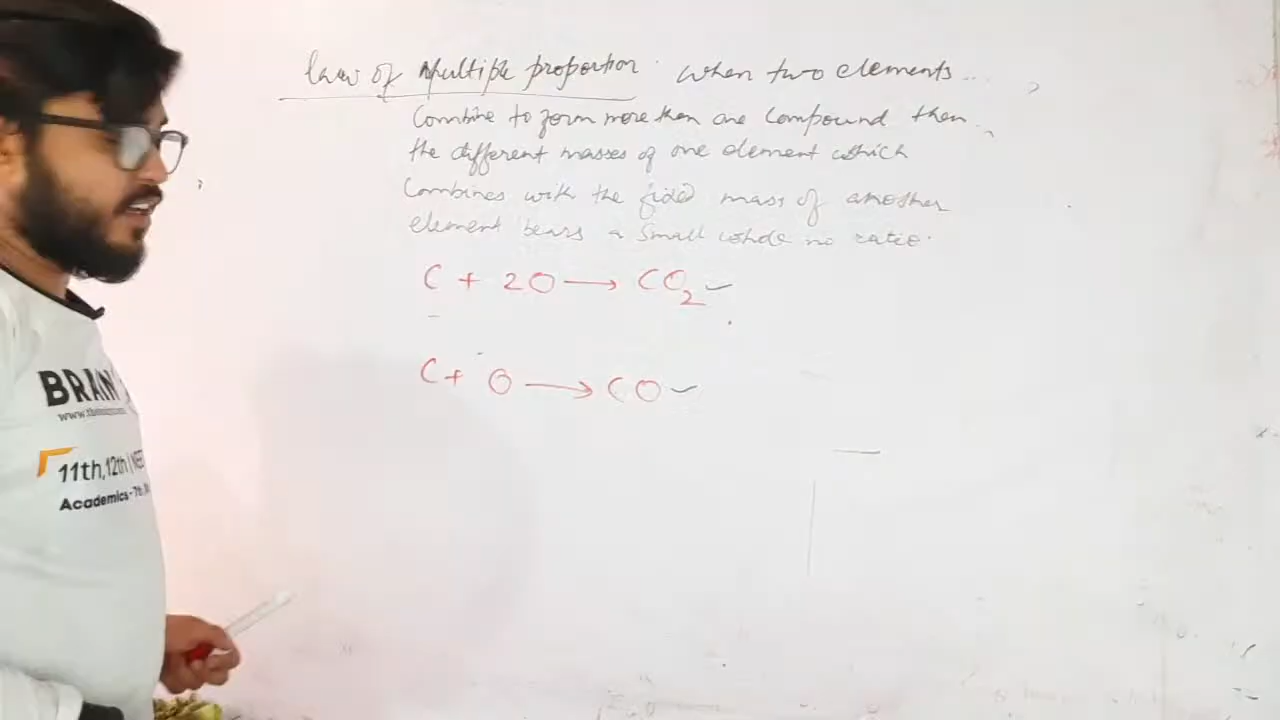 law of Multiple proportion. when two elements..
Combine to form more then one compound then
the different masses of one element which
Combines with the fixed mass of another
element bears a small whole no ratio.
C + 2O → CO2
C + O → CO
BRAIN
11th, 12th |
Academics - 7th